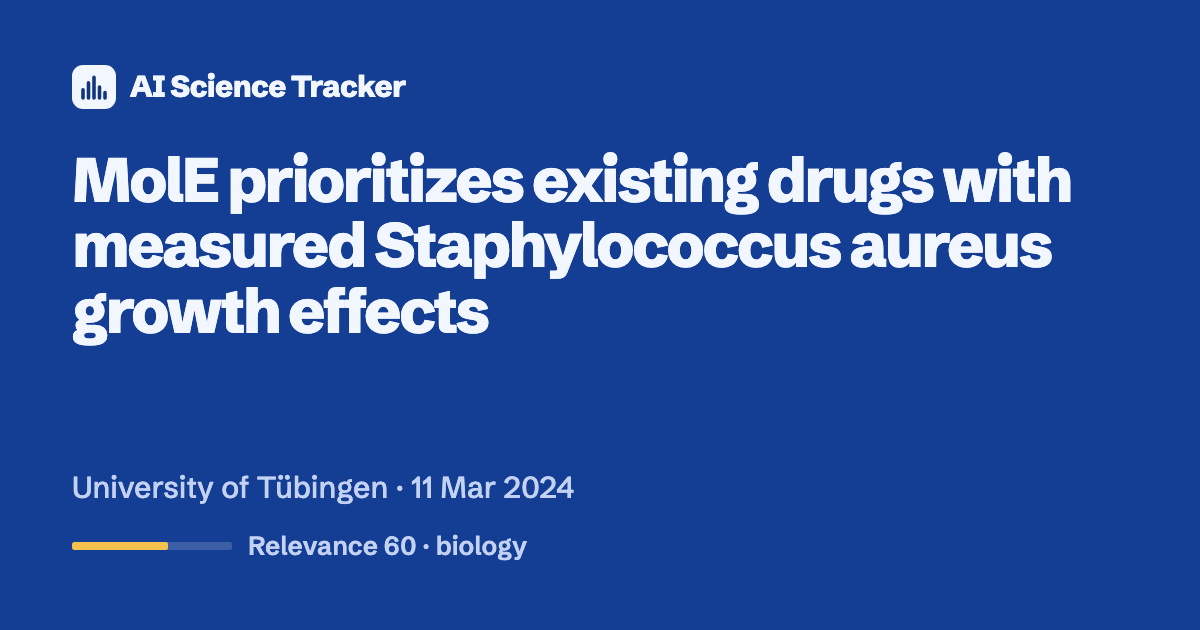 AI Science Tracker
MolE prioritizes existing drugs with
measured Staphylococcus aureus
growth effects
University of Tübingen · 11 Mar 2024
Relevance 60 · biology